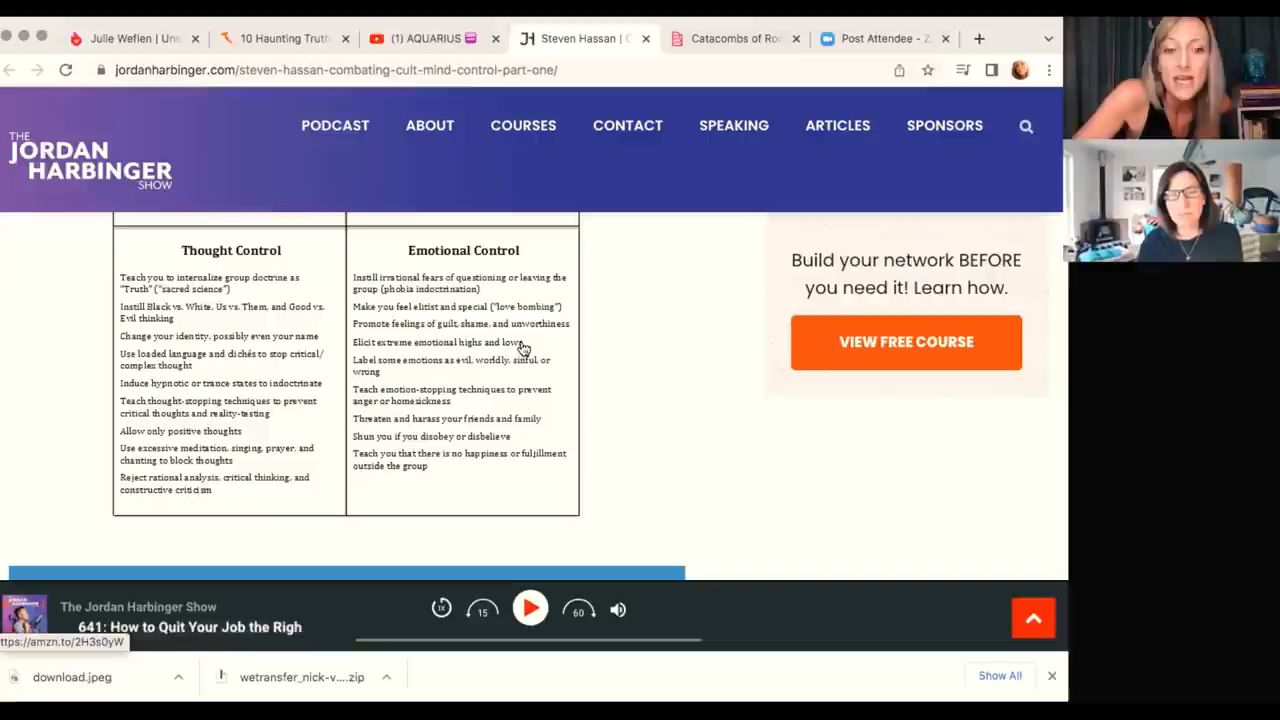 Julie Weflen | Uns
10 Haunting Truth
(1) AQUARIUS
Steven Hassan | C
Catacombs of Ro
Post Attendee - Z
jordanharbinger.com/steven-hassan-combating-cult-mind-control-part-one/
THE
JORDAN
HARBINGER
SHOW
PODCAST
ABOUT
COURSES
CONTACT
SPEAKING
ARTICLES
SPONSORS
Thought Control
Teach you to internalize group doctrine as
"Truth" ("sacred science")
Instill Black vs. White, Us vs. Them, and Good vs.
Evil thinking
Change your identity, possibly even your name
Use loaded language and clichés to stop critical/
complex thought
Induce hypnotic or trance states to indoctrinate
Teach thought-stopping techniques to prevent
critical thoughts and reality-testing
Allow only positive thoughts
Use excessive meditation, singing, prayer, and
chanting to block thoughts
Reject rational analysis, critical thinking, and
constructive criticism
Emotional Control
Instill irrational fears of questioning or leaving the
group (phobia indoctrination)
Make you feel elitist and special ("love bombing")
Promote feelings of guilt, shame, and unworthiness
Elicit extreme emotional highs and lows
Label some emotions as evil, worldly, sinful, or
wrong
Teach emotion-stopping techniques to prevent
anger or homesickness
Threaten and harass your friends and family
Shun you if you disobey or disbelieve
Teach you that there is no happiness or fulfillment
outside the group
Build your network BEFORE
you need it! Learn how.
VIEW FREE COURSE
The Jordan Harbinger Show
641: How to Quit Your Job the Righ
1X
15
60
ttps://amzn.to/2H3s0yW
download.jpeg
wetransfer_nick-v....zip
Show All